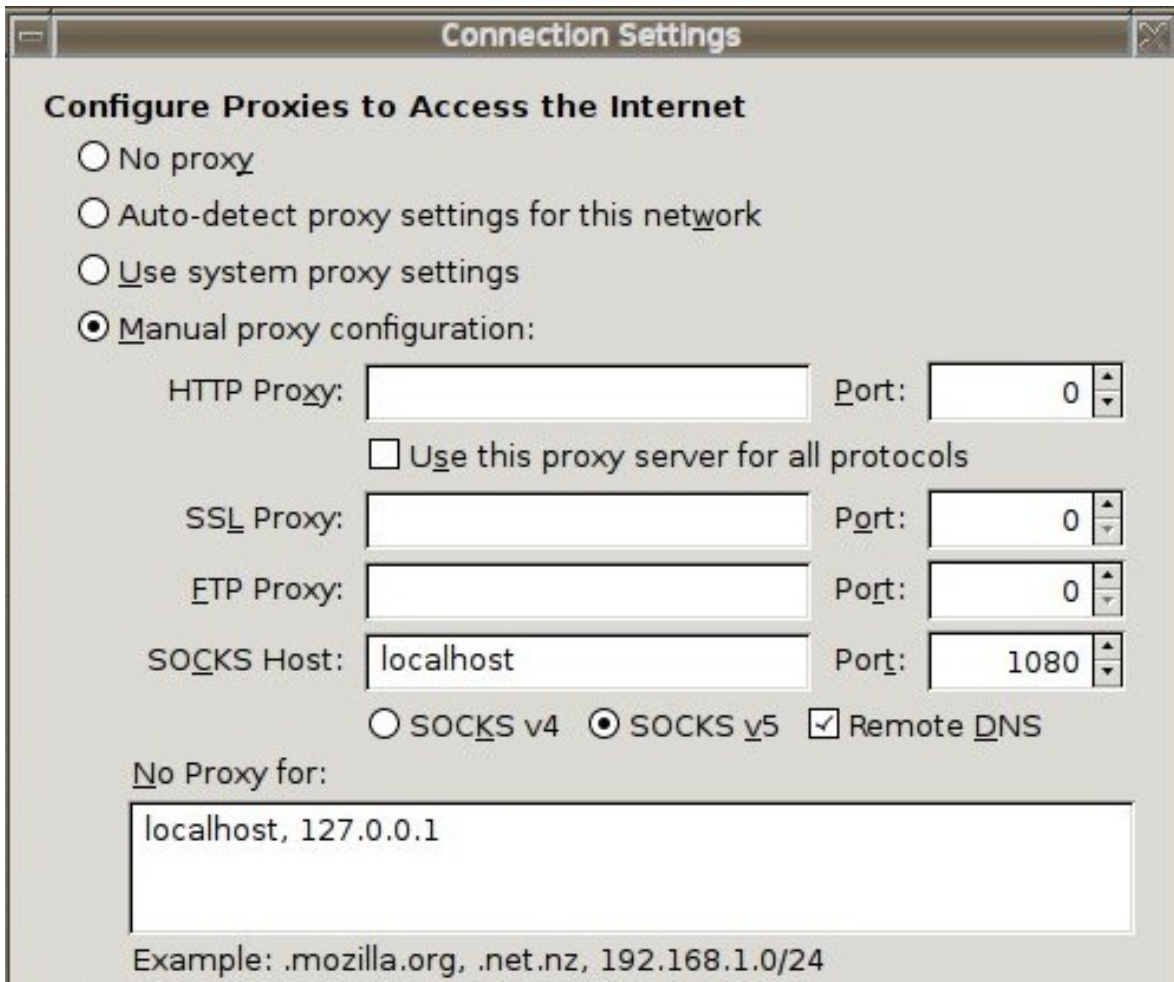 Connection Settings
Configure Proxies to Access the Internet
No proxy
Auto-detect proxy settings for this network
Use system proxy settings
Manual proxy configuration:
HTTP Proxy: Port: 0
Use this proxy server for all protocols
SSL Proxy: Port: 0
FTP Proxy: Port: 0
SOCKS Host: localhost Port: 1080
SOCKS v4 SOCKS v5 Remote DNS
No Proxy for:
localhost, 127.0.0.1
Example: .mozilla.org, .net.nz, 192.168.1.0/24